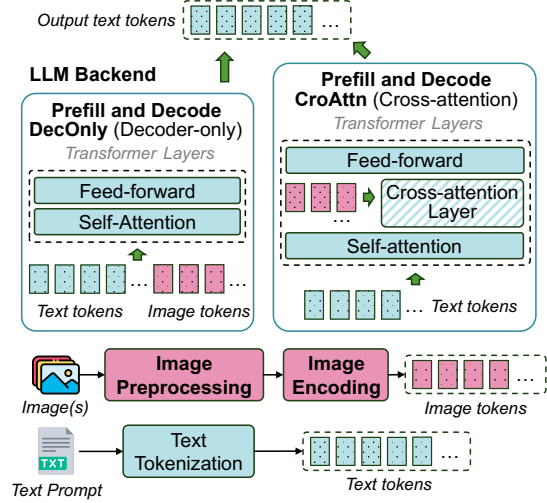 Output text tokens
LLM Backend
Prefill and Decode
DecOnly (Decoder-only)
Transformer Layers
Feed-forward
Self-Attention
...
...
Text tokens
Image tokens
Prefill and Decode
CroAttn (Cross-attention)
Transformer Layers
Feed-forward
...
Cross-attention
Layer
Self-attention
...
Text tokens
Image(s)
Image
Preprocessing
Image
Encoding
...
Image tokens
TXT
Text Prompt
Text
Tokenization
...
Text tokens